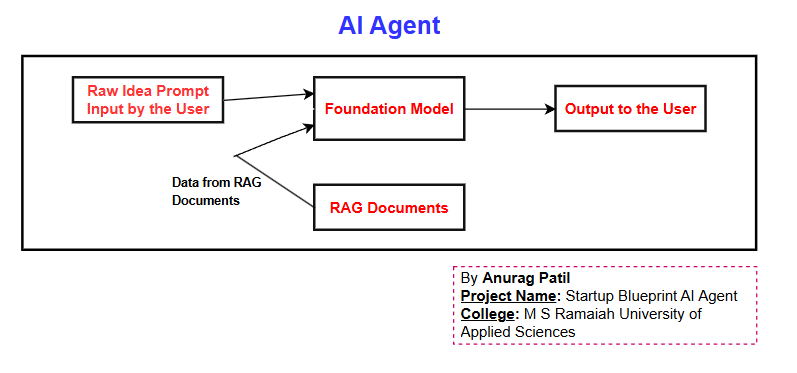 AI Agent
Raw Idea Prompt
Input by the User
Foundation Model
Output to the User
Data from RAG
Documents
RAG Documents
By Anurag Patil
Project Name: Startup Blueprint AI Agent
College: M S Ramaiah University of
Applied Sciences